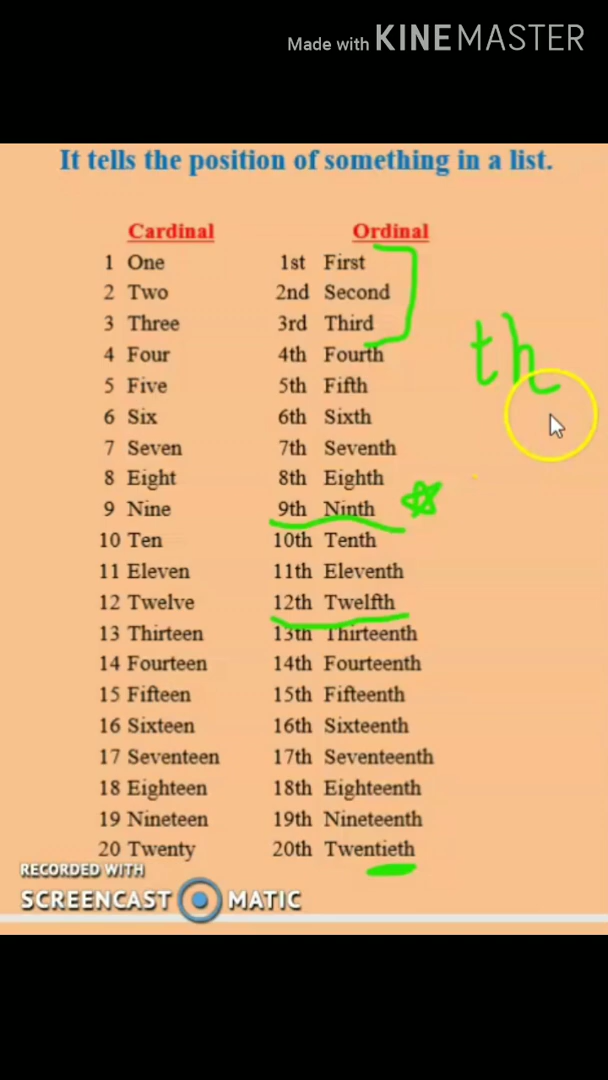 Made with KINEMASTER
It tells the position of something in a list.
Cardinal Ordinal
1 One 1st First
2 Two 2nd Second
3 Three 3rd Third
4 Four 4th Fourth
th
5 Five 5th Fifth
6 Six 6th Sixth
7 Seven 7th Seventh
8 Eight 8th Eighth
9 Nine 9th Ninth
10 Ten 10th Tenth
11 Eleven 11th Eleventh
12 Twelve 12th Twelfth
13 Thirteen 13th Thirteenth
14 Fourteen 14th Fourteenth
15 Fifteen 15th Fifteenth
16 Sixteen 16th Sixteenth
17 Seventeen 17th Seventeenth
18 Eighteen 18th Eighteenth
19 Nineteen 19th Nineteenth
20 Twenty 20th Twentieth
RECORDED WITH
SCREENCAST MATIC